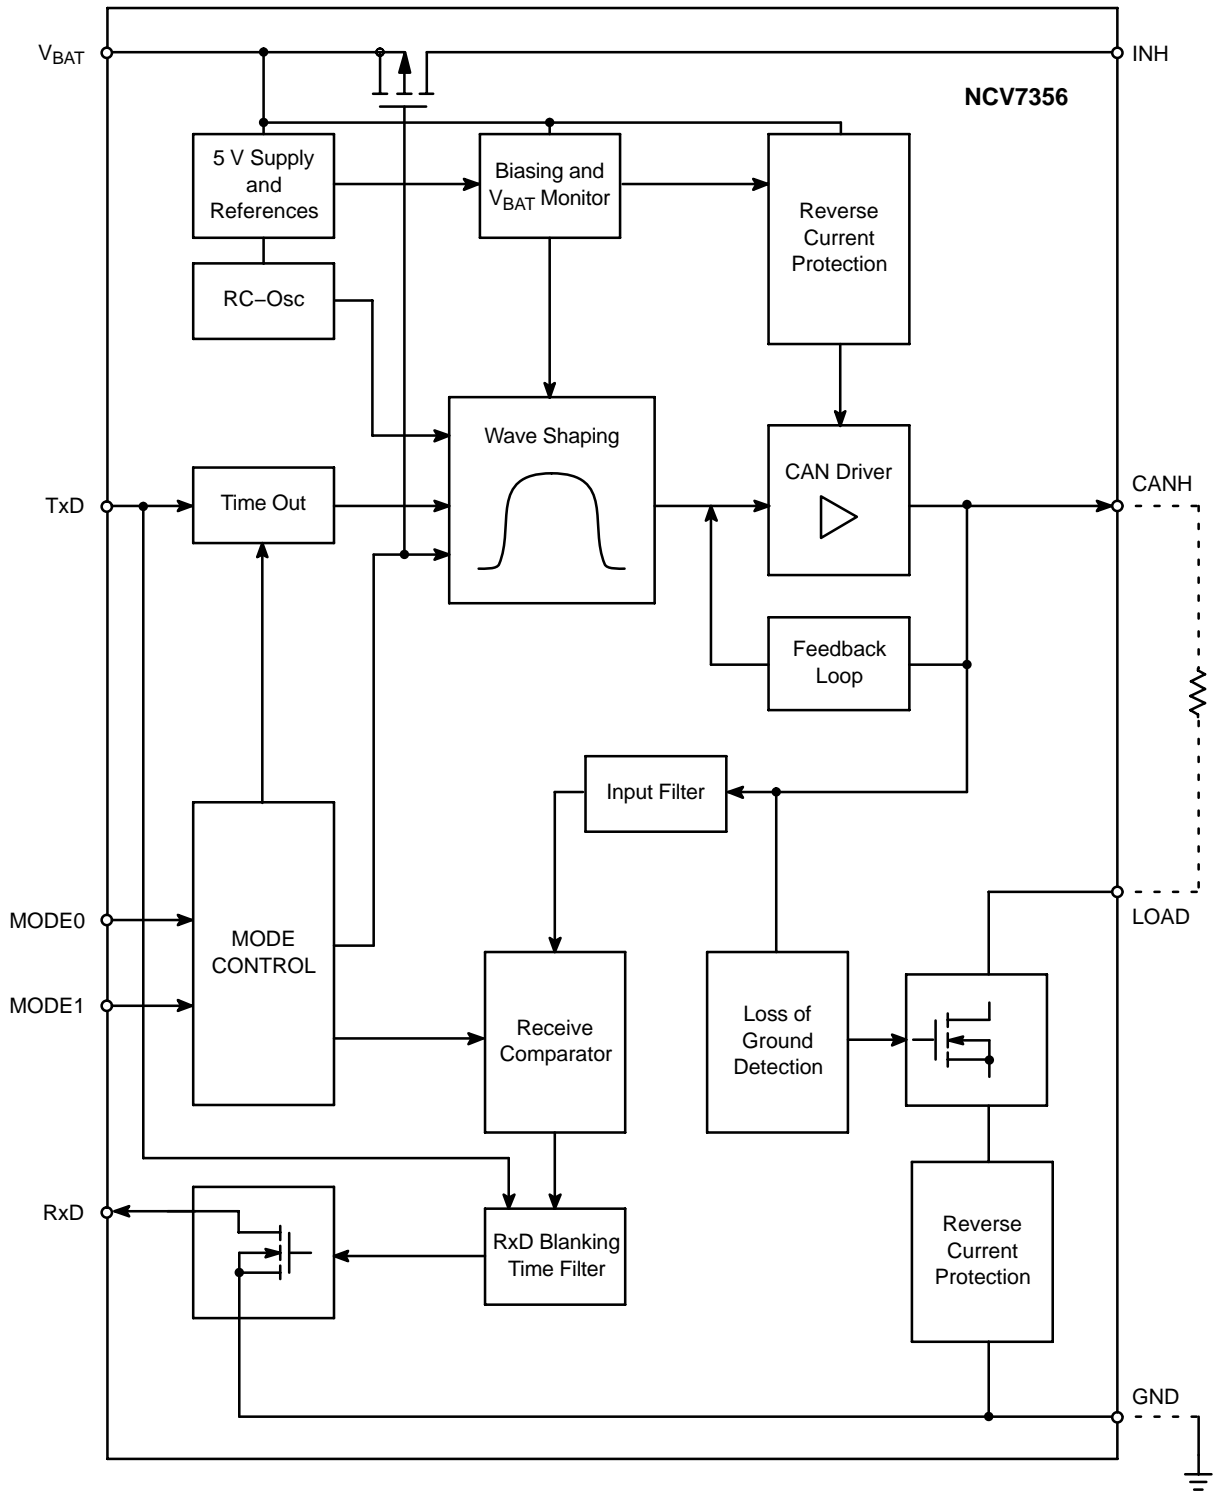 VBAT
INH
NCV7356
5 V Supply
and
References
Biasing and
VBAT Monitor
Reverse
Current
Protection
RC–Osc
Wave Shaping
CAN Driver
CANH
TxD
Time Out
Feedback
Loop
Input Filter
MODE0
LOAD
MODE
CONTROL
MODE1
Receive
Comparator
Loss of
Ground
Detection
RxD
RxD Blanking
Time Filter
Reverse
Current
Protection
GND